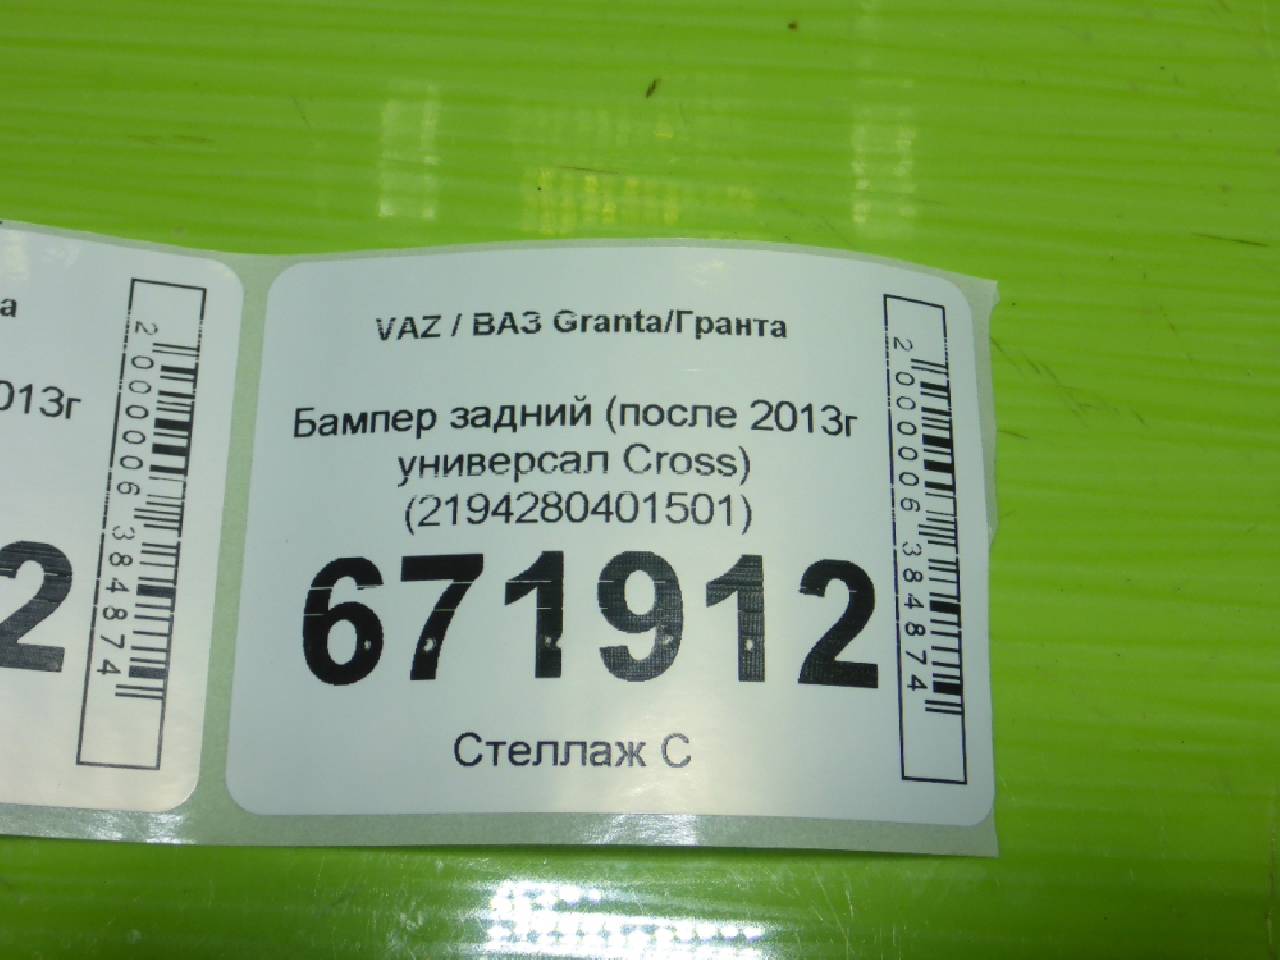 VAZ / ВАЗ Granta/Гранта
Бампер задний (после 2013г
универсал Cross)
(2194280401501)
671912
Стеллаж С
2000006384874
а
013г
2
2000006384874